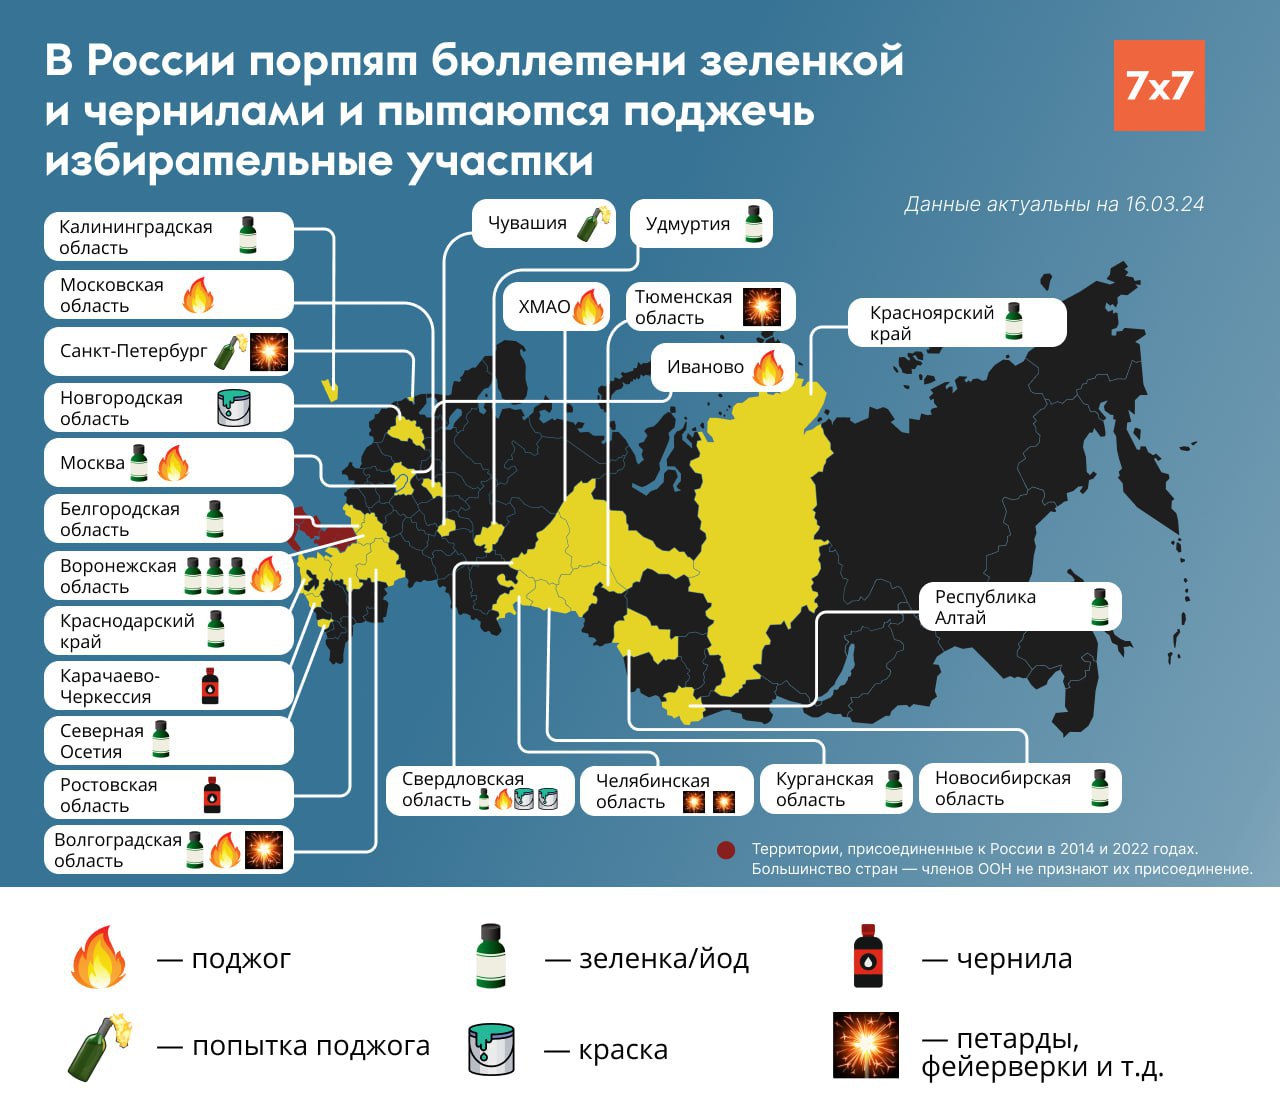 В России портят бюллетени зеленкой
и чернилами и пытаются поджечь
избирательные участки
7x7
Данные актуальны на 16.03.24
Калининградская
область
Московская
область
Санкт-Петербург
Новгородская
область
Москва
Белгородская
область
Воронежская
область
Краснодарский
край
Карачаево-
Черкессия
Северная
Осетия
Ростовская
область
Волгоградская
область
Чувашия
Удмуртия
ХМАО
Тюменская
область
Иваново
Красноярский
край
Республика
Алтай
Свердловская
область
Челябинская
область
Курганская
область
Новосибирская
область
Территории, присоединенные к России в 2014 и 2022 годах.
Большинство стран — членов ООН не признают их присоединение.
— поджог
— зеленка/йод
— чернила
— попытка поджога
— краска
— петарды,
фейерверки и т.д.